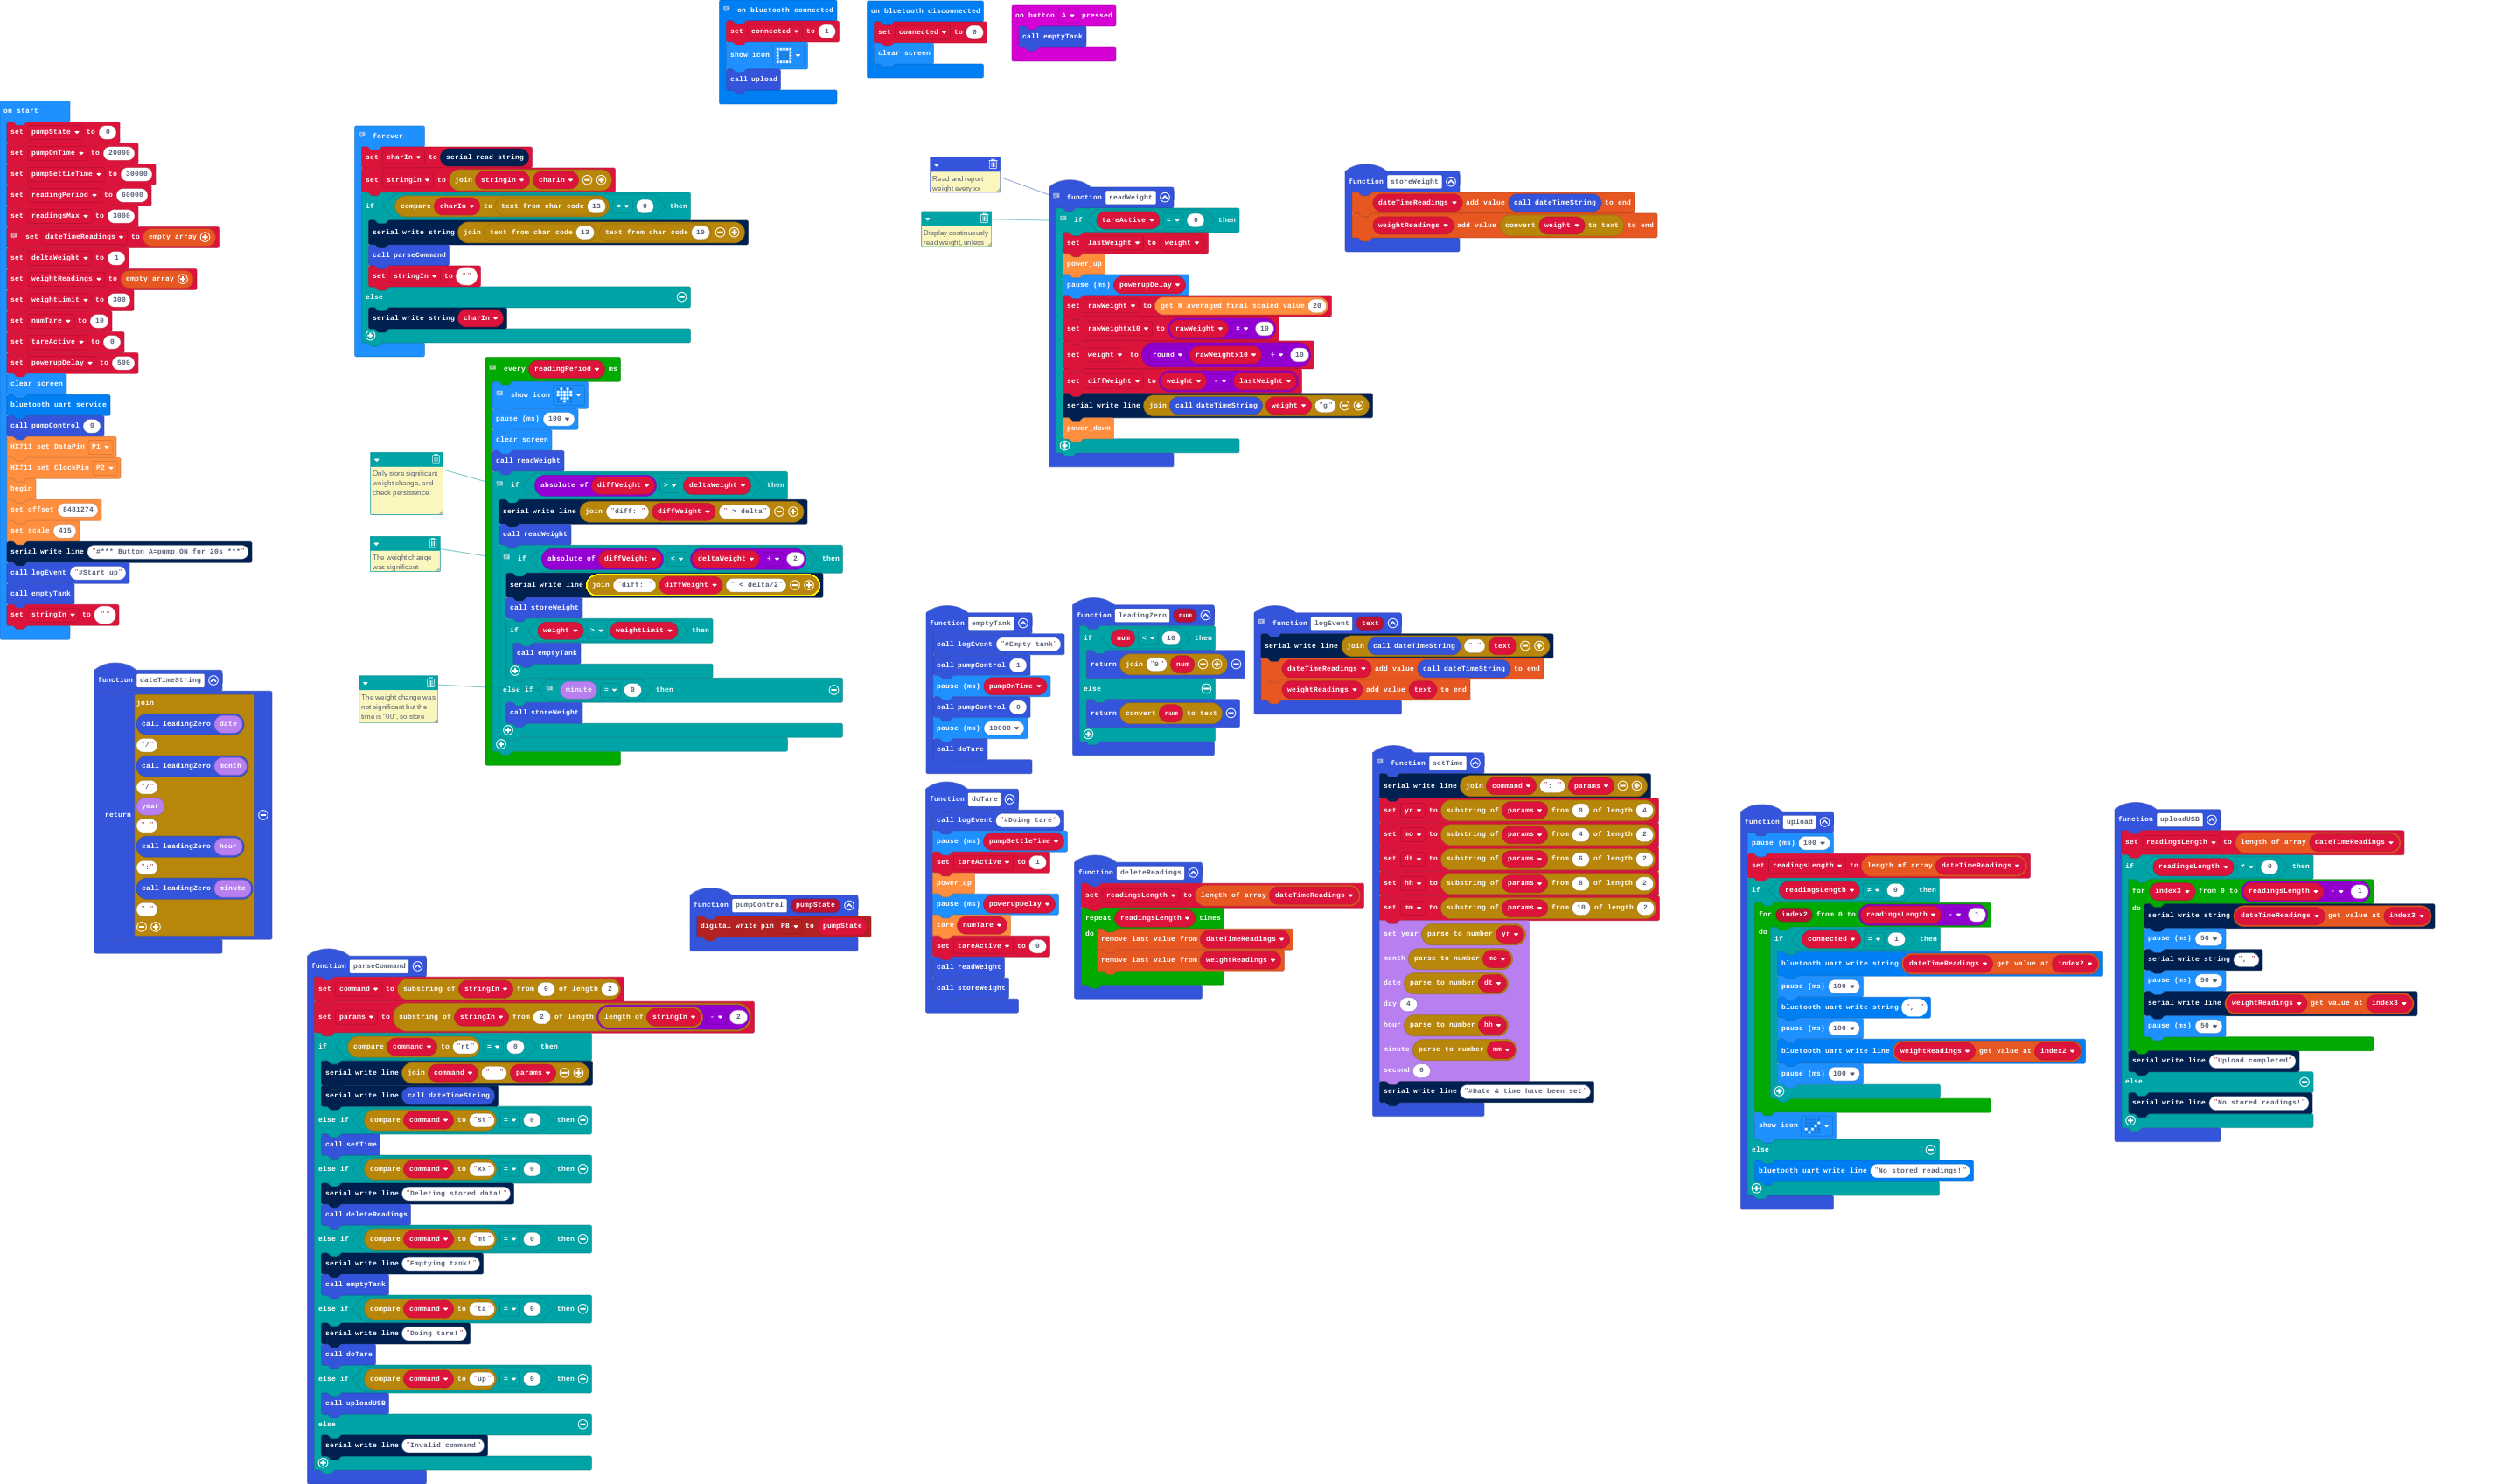 on bluetooth connected
set connected to 1
show icon
call upload
on bluetooth disconnected
set connected to 0
clear screen
on button A pressed
call emptyTank
on start
set pumpState to 0
set pumpOnTime to 20000
set pumpSettleTime to 30000
set readingPeriod to 60000
set readingsMax to 3000
set dateTimeReadings to empty array
set deltaWeight to 1
set weightReadings to empty array
set weightLimit to 300
set numTare to 10
set tareActive to 0
set powerupDelay to 500
clear screen
bluetooth uart service
call pumpControl 0
HX711 set DataPin P1
HX711 set ClockPin P2
begin
set offset 8481274
set scale 415
serial write line "#*** Button A=pump ON for 20s ***"
call logEvent "#Start up"
call emptyTank
set stringIn to ""
forever
set charIn to serial read string
set stringIn to join stringIn charIn
if compare charIn to text from char code 13 = 0 then
serial write string join text from char code 13 text from char code 10
call parseCommand
set stringIn to ""
else
serial write string charIn
every readingPeriod ms
show icon
pause (ms) 100
clear screen
call readWeight
Only store significant
weight change, and
check persistence
if absolute of diffWeight > deltaWeight then
serial write line join "diff: " diffWeight " > delta"
call readWeight
The weight change
was significant
if absolute of diffWeight < deltaWeight ÷ 2 then
serial write line join "diff: " diffWeight " < delta/2"
call storeWeight
if weight > weightLimit then
call emptyTank
The weight change was
not significant but the
time is "00", so store
else if minute = 0 then
call storeWeight
Read and report
weight every xx
Display continuously
read weight, unless
function readWeight
if tareActive = 0 then
set lastWeight to weight
power_up
pause (ms) powerupDelay
set rawWeight to get N averaged final scaled value 20
set rawWeightx10 to rawWeight × 10
set weight to round rawWeightx10 ÷ 10
set diffWeight to weight - lastWeight
serial write line join call dateTimeString weight "g"
power_down
function storeWeight
dateTimeReadings add value call dateTimeString to end
weightReadings add value convert weight to text to end
function emptyTank
call logEvent "#Empty tank"
call pumpControl 1
pause (ms) pumpOnTime
call pumpControl 0
pause (ms) 10000
call doTare
function leadingZero num
if num < 10 then
return join "0" num
else
return convert num to text
function logEvent text
serial write line join call dateTimeString " " text
dateTimeReadings add value call dateTimeString to end
weightReadings add value text to end
function dateTimeString
return
join
call leadingZero date
"/"
call leadingZero month
"/"
year
" "
call leadingZero hour
":"
call leadingZero minute
" "
function doTare
call logEvent "#Doing tare"
pause (ms) pumpSettleTime
set tareActive to 1
power_up
pause (ms) powerupDelay
tare numTare
set tareActive to 0
call readWeight
call storeWeight
function deleteReadings
set readingsLength to length of array dateTimeReadings
repeat readingsLength times
do remove last value from dateTimeReadings
remove last value from weightReadings
function pumpControl pumpState
digital write pin P8 to pumpState
function setTime
serial write line join command ": " params
set yr to substring of params from 0 of length 4
set mo to substring of params from 4 of length 2
set dt to substring of params from 6 of length 2
set hh to substring of params from 8 of length 2
set mm to substring of params from 10 of length 2
set year parse to number yr
month parse to number mo
date parse to number dt
day 4
hour parse to number hh
minute parse to number mm
second 0
serial write line "#Date & time have been set"
function parseCommand
set command to substring of stringIn from 0 of length 2
set params to substring of stringIn from 2 of length length of stringIn - 2
if compare command to "rt" = 0 then
serial write line join command ": " params
serial write line call dateTimeString
else if compare command to "st" = 0 then
call setTime
else if compare command to "xx" = 0 then
serial write line "Deleting stored data!"
call deleteReadings
else if compare command to "mt" = 0 then
serial write line "Emptying tank!"
call emptyTank
else if compare command to "ta" = 0 then
serial write line "Doing tare!"
call doTare
else if compare command to "up" = 0 then
call uploadUSB
else
serial write line "Invalid command"
function upload
pause (ms) 100
set readingsLength to length of array dateTimeReadings
if readingsLength ≠ 0 then
for index2 from 0 to readingsLength - 1
do if connected = 1 then
bluetooth uart write string dateTimeReadings get value at index2
pause (ms) 100
bluetooth uart write string ", "
pause (ms) 100
bluetooth uart write line weightReadings get value at index2
pause (ms) 100
show icon
else
bluetooth uart write line "No stored readings!"
function uploadUSB
set readingsLength to length of array dateTimeReadings
if readingsLength ≠ 0 then
for index3 from 0 to readingsLength - 1
do serial write string dateTimeReadings get value at index3
pause (ms) 50
serial write string ", "
pause (ms) 50
serial write line weightReadings get value at index3
pause (ms) 50
serial write line "Upload completed"
else
serial write line "No stored readings!"